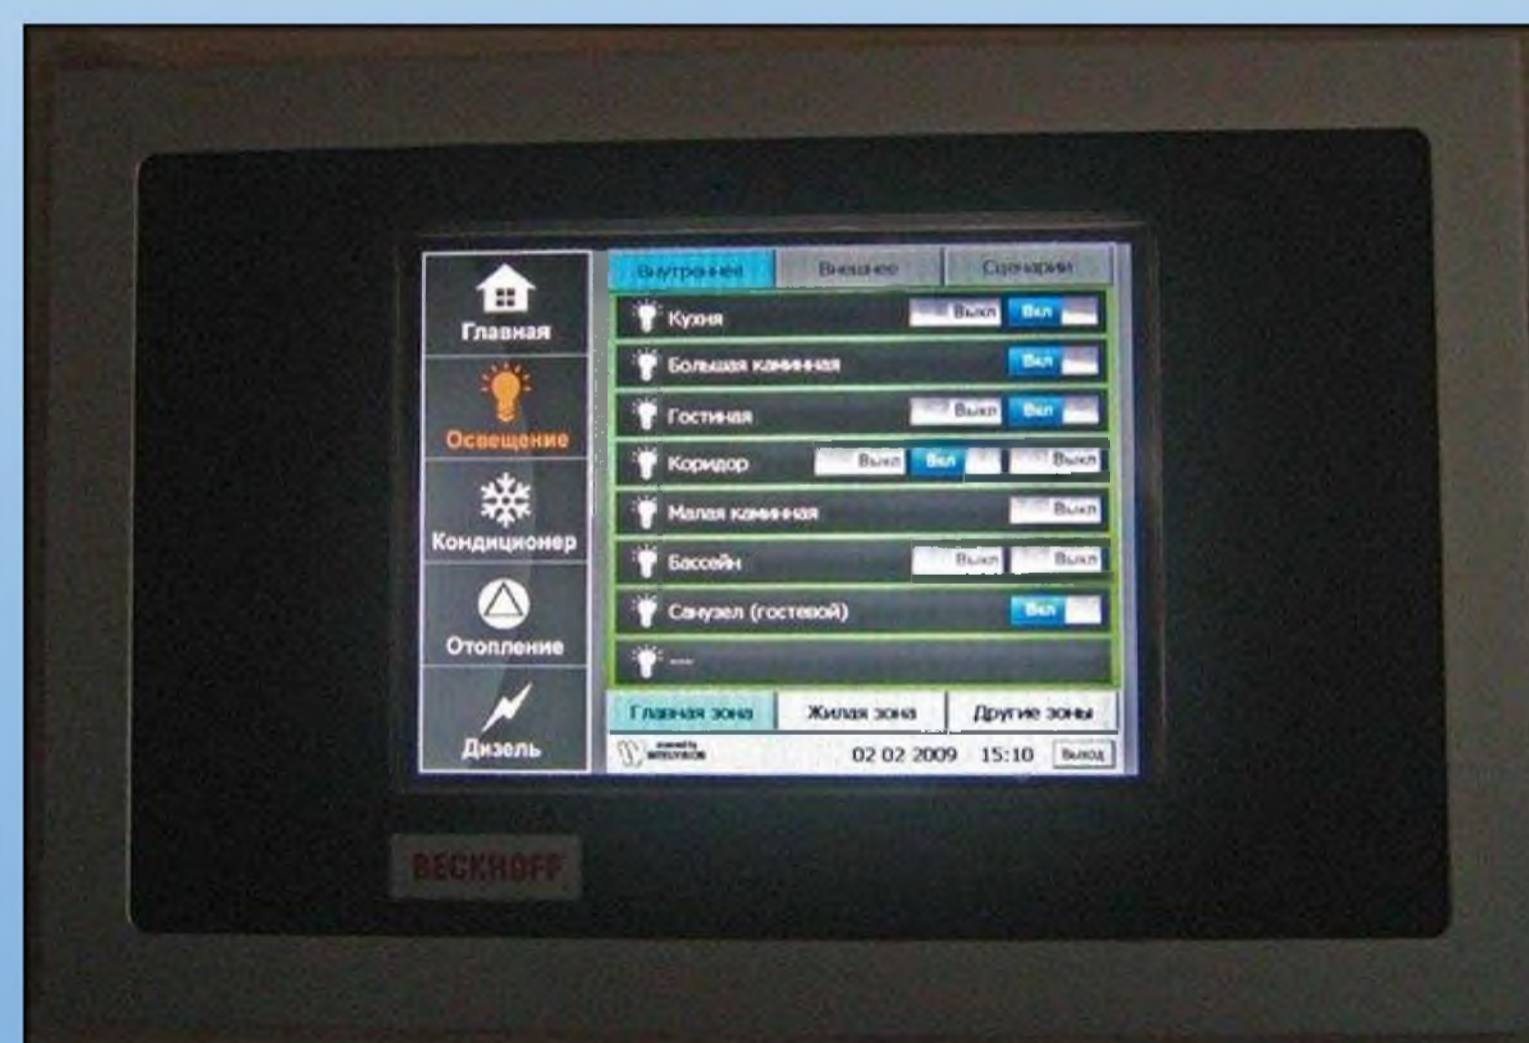 Главная
Освещение
Кондиционер
Отопление
Дизель
Внутреннее Внешнее Сценарии
Кухня Выкл Вкл
Большая каминная Вкл
Гостиная Выкл Вкл
Коридор Выкл Вкл Выкл
Малая каминная Выкл
Бассейн Выкл Выкл
Санузел (гостевой) Вкл
---
Главная зона Жилая зона Другие зоны
02 02 2009 15:10 Выход
BECKHOFF